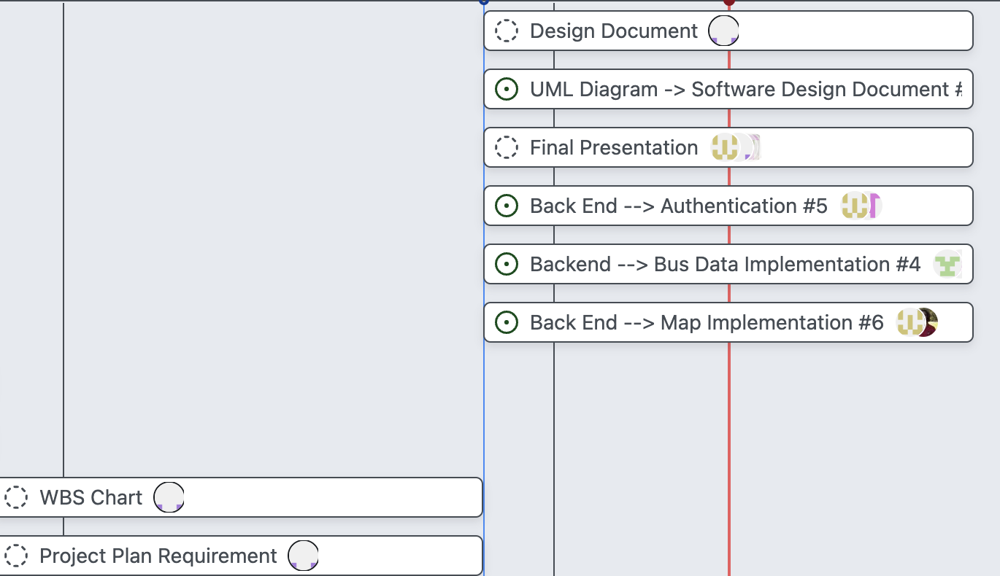 Design Document
UML Diagram -> Software Design Document #
Final Presentation
Back End --> Authentication #5
Backend --> Bus Data Implementation #4
Back End --> Map Implementation #6
WBS Chart
Project Plan Requirement